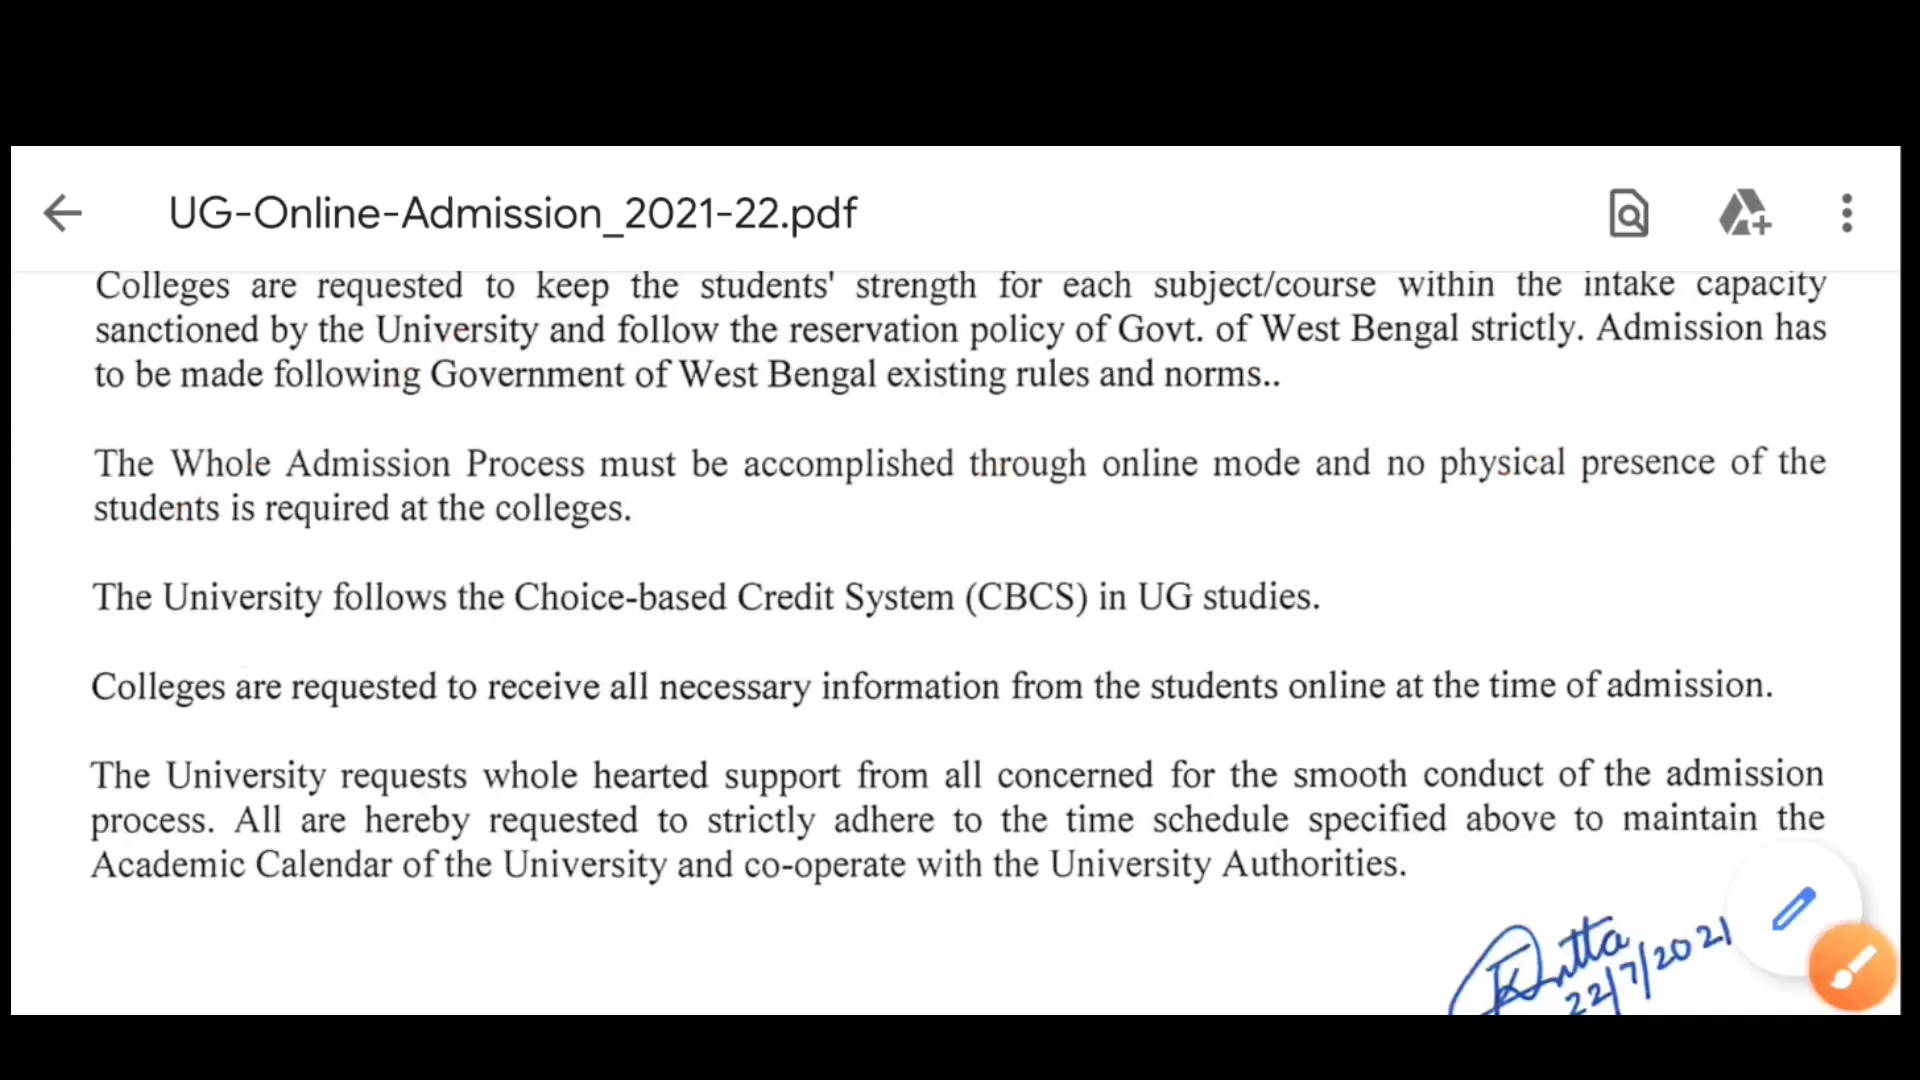 UG-Online-Admission_2021-22.pdf
Colleges are requested to keep the students' strength for each subject/course within the intake capacity
sanctioned by the University and follow the reservation policy of Govt. of West Bengal strictly. Admission has
to be made following Government of West Bengal existing rules and norms..
The Whole Admission Process must be accomplished through online mode and no physical presence of the
students is required at the colleges.
The University follows the Choice-based Credit System (CBCS) in UG studies.
Colleges are requested to receive all necessary information from the students online at the time of admission.
The University requests whole hearted support from all concerned for the smooth conduct of the admission
process. All are hereby requested to strictly adhere to the time schedule specified above to maintain the
Academic Calendar of the University and co-operate with the University Authorities.
22/7/2021